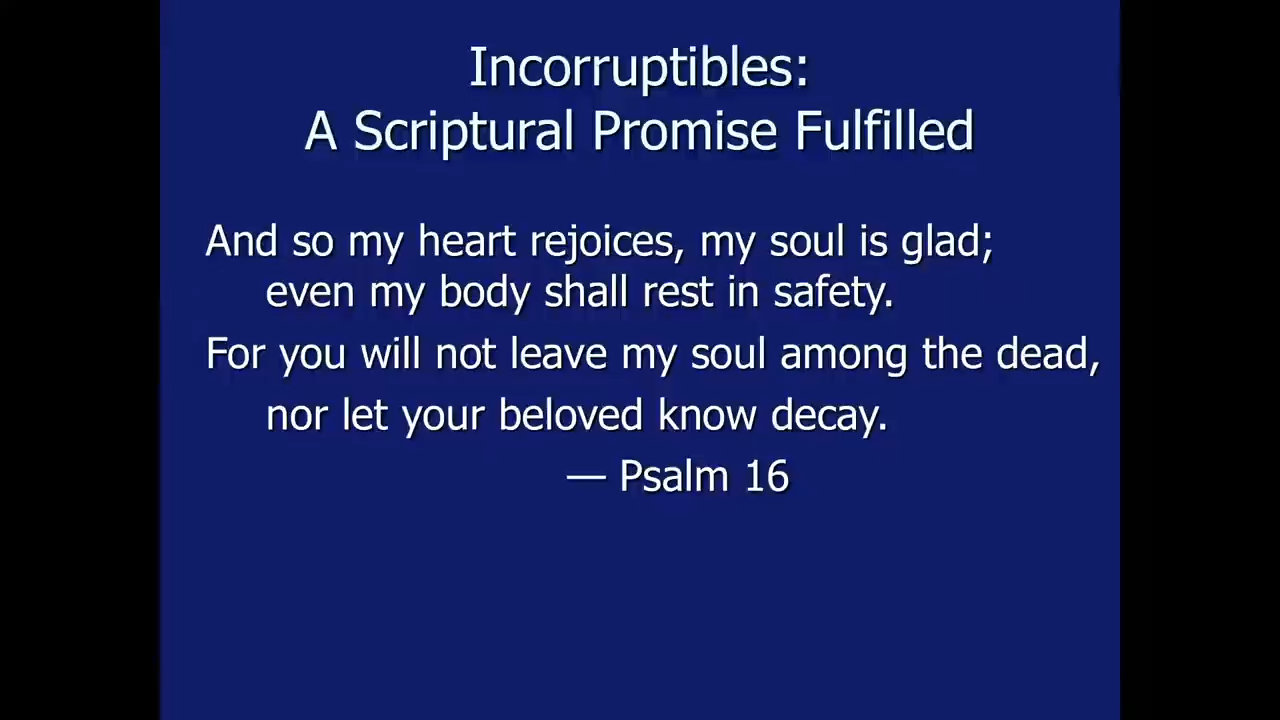 Incorruptibles:
A Scriptural Promise Fulfilled
And so my heart rejoices, my soul is glad;
even my body shall rest in safety.
For you will not leave my soul among the dead,
nor let your beloved know decay.
— Psalm 16